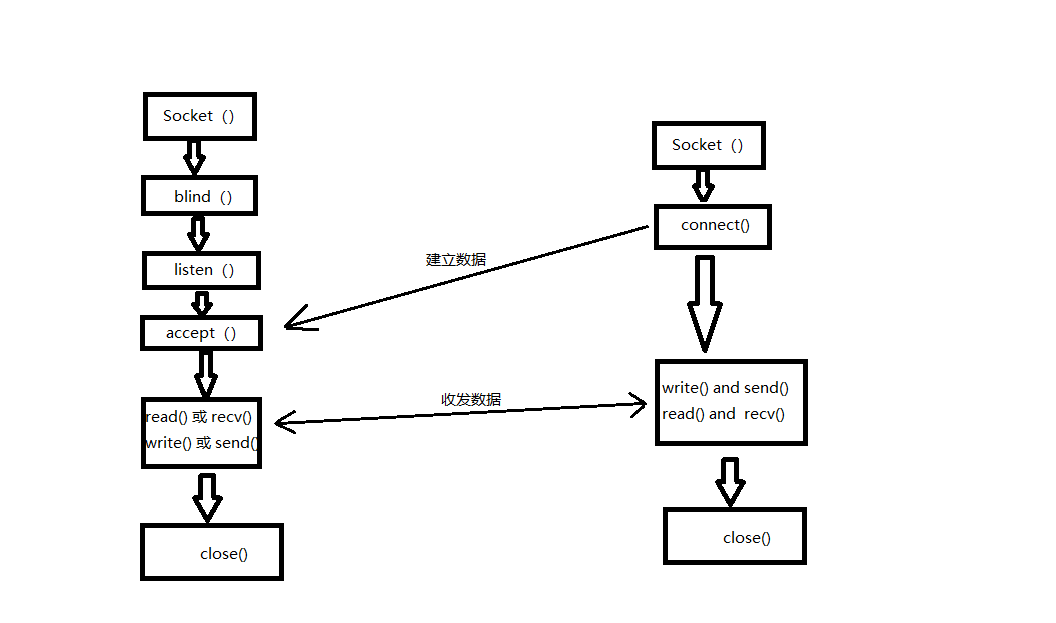 Socket（）
blind（）
listen（）
accept（）
read() 或 recv()
write() 或 send()
close()
建立数据
收发数据
Socket（）
connect()
write() and send()
read() and recv()
close()